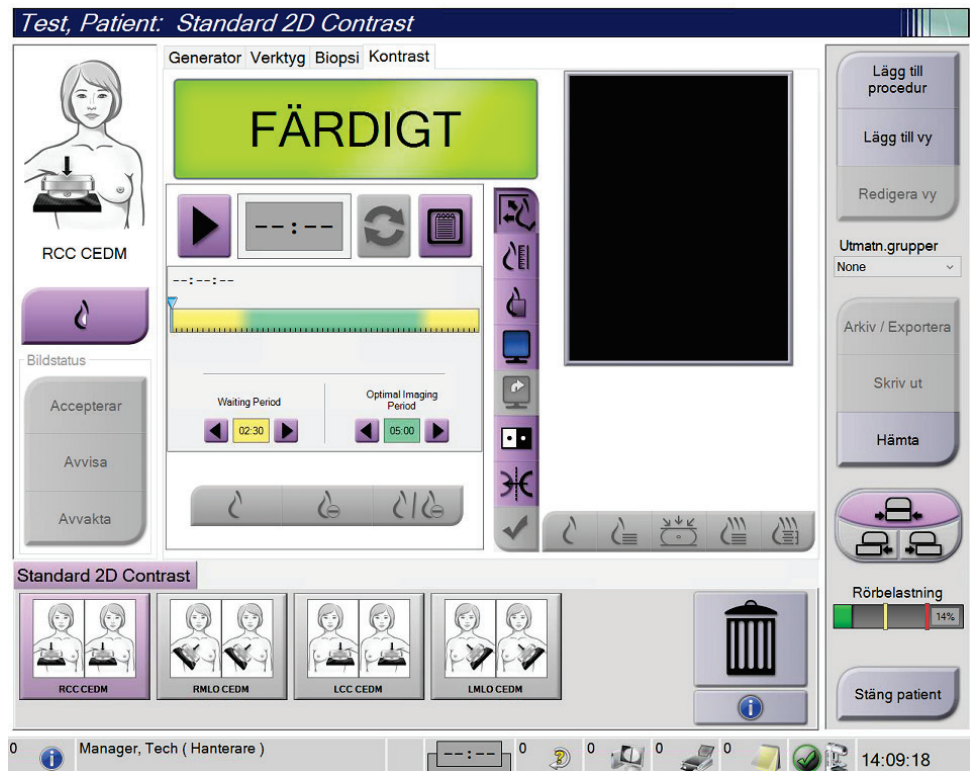 Test, Patient:  Standard 2D Contrast
Generator Verktyg Biopsi Kontrast
FÄRDIGT
RCC CEDM
--:--
--:--:--
Waiting Period
Optimal Imaging
Period
02:30
05:00
Bildstatus
Accepterar
Avvisa
Avvakta
Lägg till
procedur
Lägg till vy
Redigera vy
Utmatn.grupper
None
Arkiv / Exportera
Skriv ut
Hämta
Rörbelastning
14%
Stäng patient
Standard 2D Contrast
RCC CEDM
RMLO CEDM
LCC CEDM
LMLO CEDM
0 Manager, Tech ( Hanterare ) --:-- 0 0 0 0 14:09:18